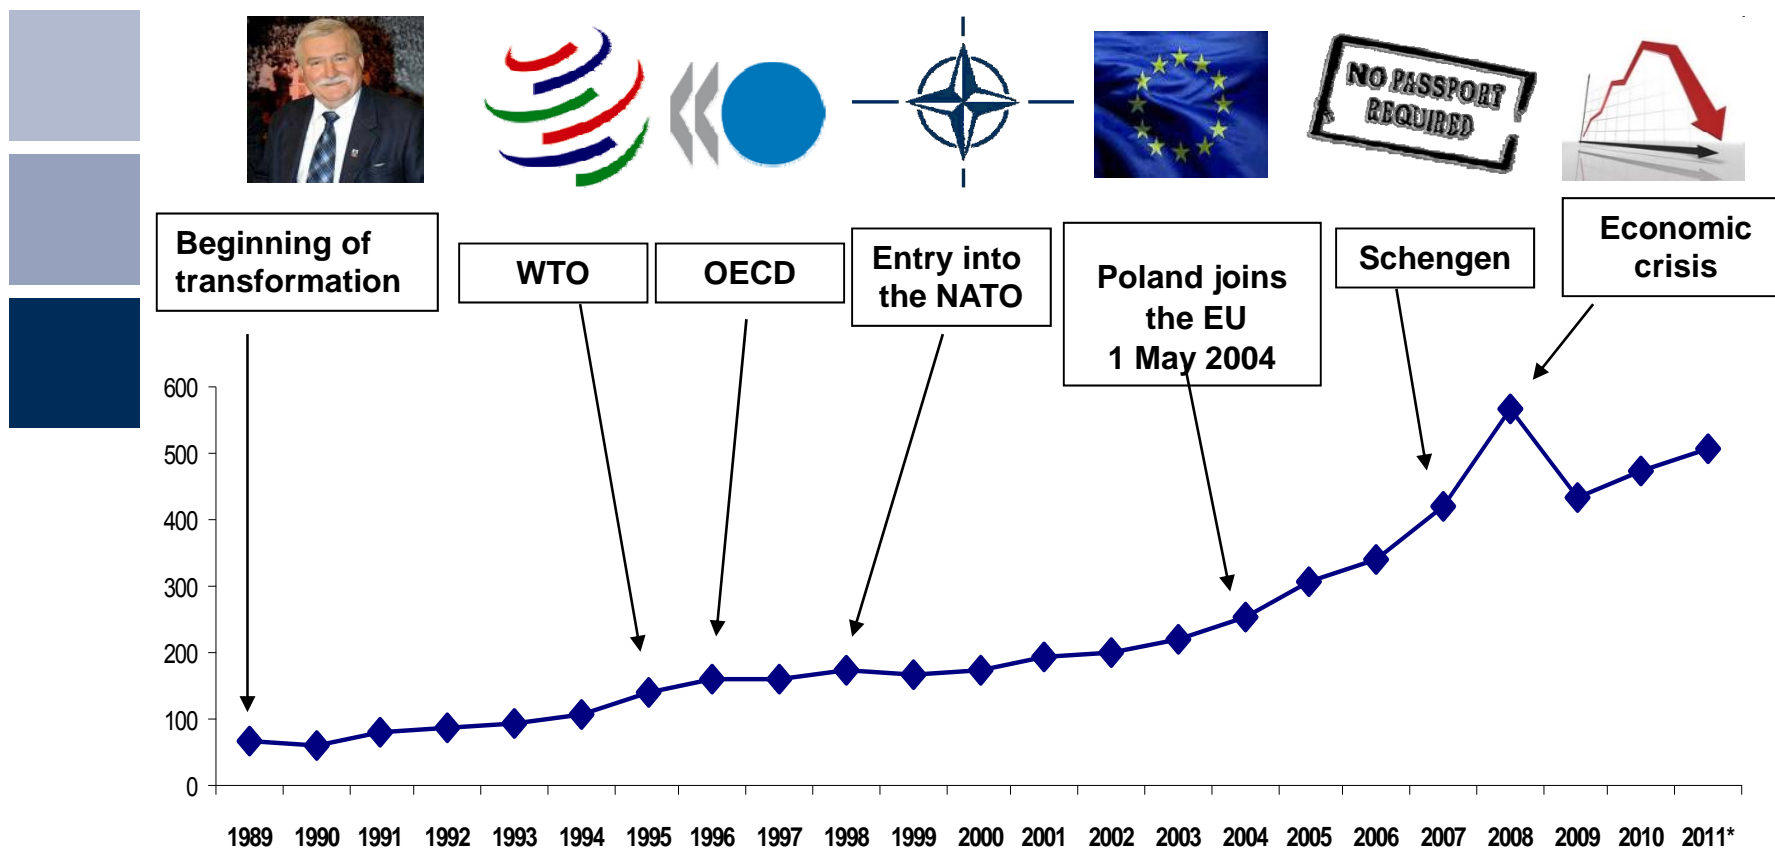 NO PASSPORT
REQUIRED
Beginning of
transformation
WTO
OECD
Entry into
the NATO
Poland joins
the EU
1 May 2004
Schengen
Economic
crisis
600
500
400
300
200
100
0
1989 1990 1991 1992 1993 1994 1995 1996 1997 1998 1999 2000 2001 2002 2003 2004 2005 2006 2007 2008 2009 2010 2011*